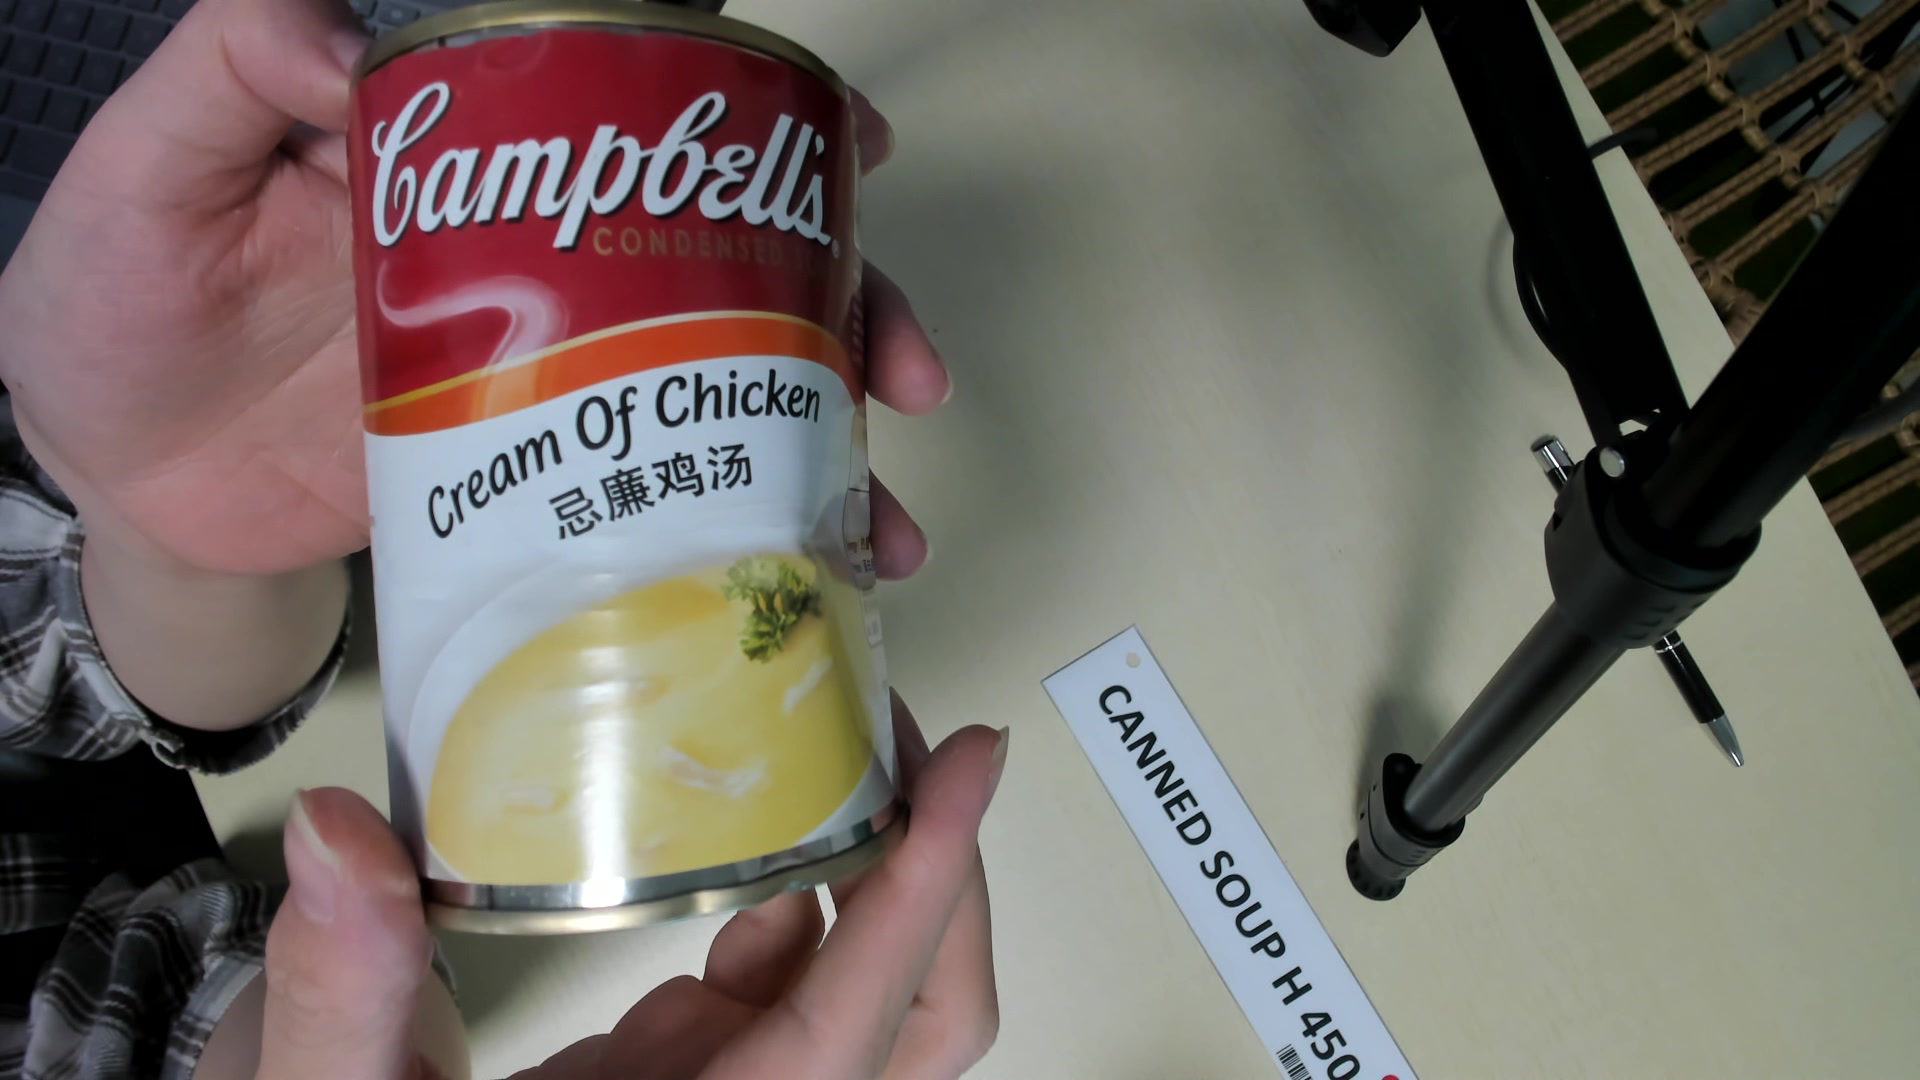 Campbell's
CONDENSED
Cream Of Chicken
忌廉鸡汤
CANNED SOUP H 450